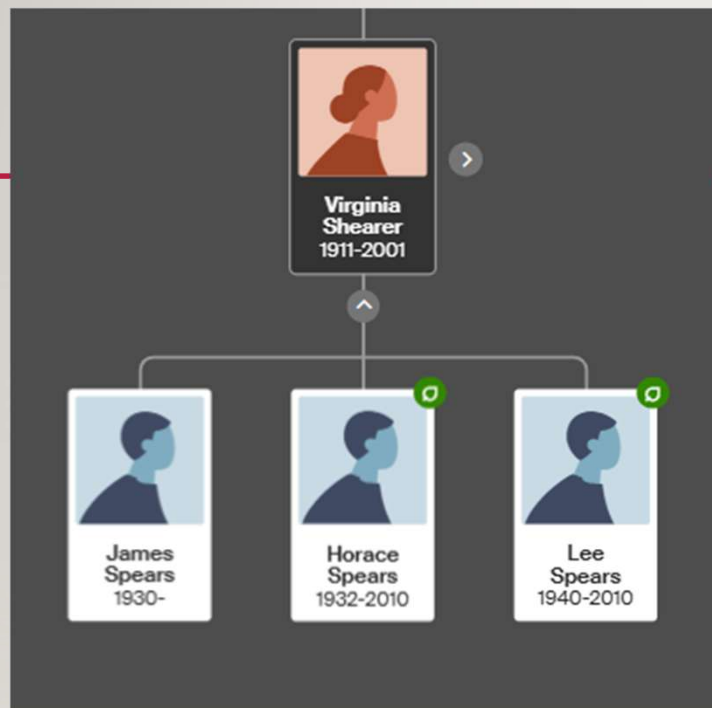 Virginia
Shearer
1911-2001
James
Spears
1930-
Horace
Spears
1932-2010
Lee
Spears
1940-2010